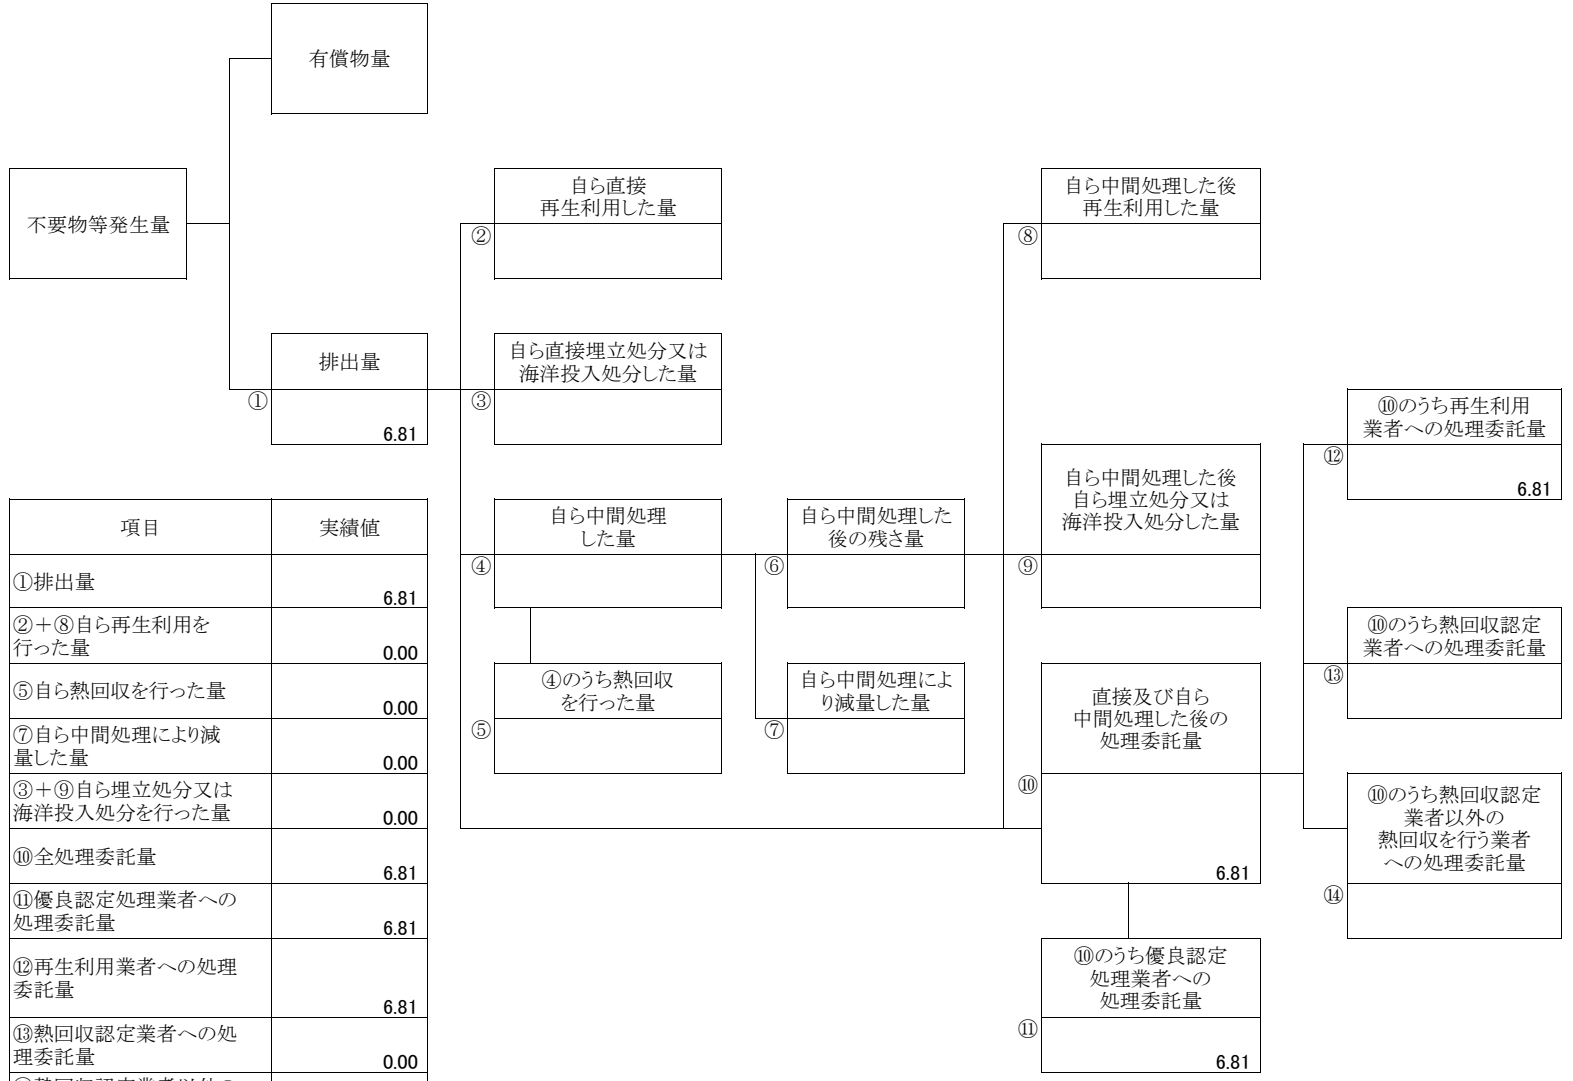 有償物量
不要物等発生量
自ら直接
再生利用した量
②
自ら中間処理した後
再生利用した量
⑧
排出量
①
6.81
自ら直接埋立処分又は
海洋投入処分した量
③
⑩のうち再生利用
業者への処理委託量
⑫
6.81
自ら中間処理
した量
④
自ら中間処理した
後の残さ量
⑥
自ら中間処理した後
自ら埋立処分又は
海洋投入処分した量
⑨
⑩のうち熱回収認定
業者への処理委託量
⑬
④のうち熱回収
を行った量
⑤
自ら中間処理によ
り減量した量
⑦
直接及び自ら
中間処理した後の
処理委託量
⑩
6.81
⑩のうち熱回収認定
業者以外の
熱回収を行う業者
への処理委託量
⑭
⑩のうち優良認定
処理業者への
処理委託量
⑪
6.81
項目 実績値
①排出量
6.81
②＋⑧自ら再生利用を
行った量
0.00
⑤自ら熱回収を行った量
0.00
⑦自ら中間処理により減
量した量
0.00
③＋⑨自ら埋立処分又は
海洋投入処分を行った量
0.00
⑩全処理委託量
6.81
⑪優良認定処理業者への
処理委託量
6.81
⑫再生利用業者への処理
委託量
6.81
⑬熱回収認定業者への処
理委託量
0.00